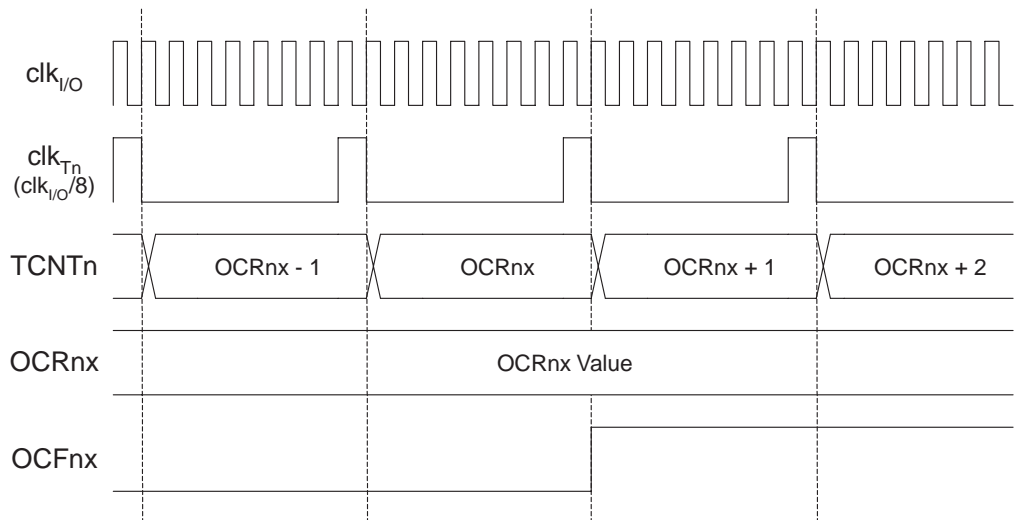 clkI/O
clkTn
(clkI/O/8)
TCNTn OCRnx - 1 OCRnx OCRnx + 1 OCRnx + 2
OCRnx OCRnx Value
OCFnx